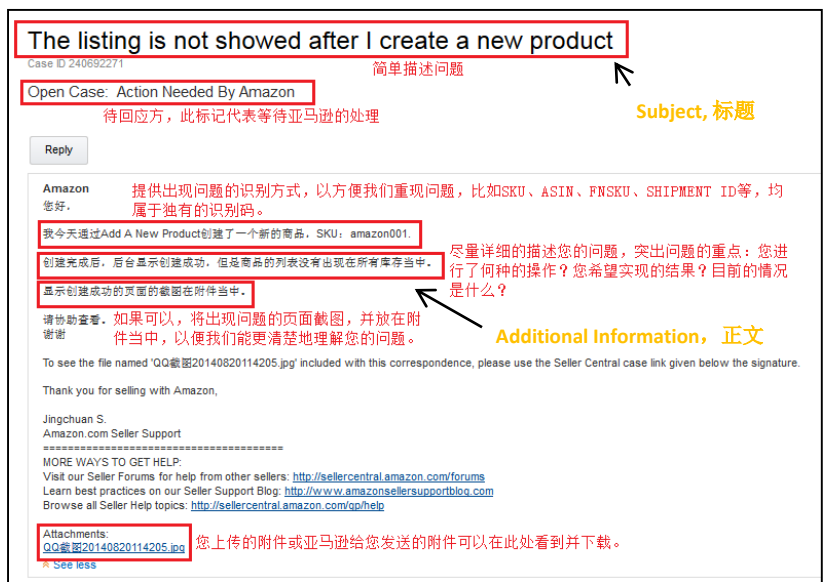 The listing is not showed after I create a new product
Case ID 240692271
简单描述问题
Open Case: Action Needed By Amazon
待回应方，此标记代表等待亚马逊的处理
Subject, 标题
Reply
Amazon
提供出现问题的识别方式，以方便我们重现问题，比如SKU、ASIN、FNSKU、SHIPMENT ID等，均
属于独有的识别码。
您好.
我今天通过Add A New Product创建了一个新的商品，SKU：amazon001.
创建完成后，后台显示创建成功，但是商品的列表没有出现在所有库存当中.
尽量详细的描述您的问题，突出问题的重点：您进
行了何种的操作？您希望实现的结果？目前的情况
是什么？
显示创建成功的页面的截图在附件当中.
请协助查看.
谢谢
如果可以，将出现问题的页面截图，并放在附
件当中，以便我们能更清楚地理解您的问题。
Additional Information，正文
To see the file named 'QQ截图20140820114205.jpg' included with this correspondence, please use the Seller Central case link given below the signature.
Thank you for selling with Amazon,
Jingchuan S.
Amazon.com Seller Support
=======================================
MORE WAYS TO GET HELP:
Visit our Seller Forums for help from other sellers: http://sellercentral.amazon.com/forums
Learn best practices on our Seller Support Blog: http://www.amazonsellersupportblog.com
Browse all Seller Help topics: http://sellercentral.amazon.com/gp/help
Attachments:
QQ截图20140820114205.jpg
您上传的附件或亚马逊给您发送的附件可以在此处看到并下载。
See less